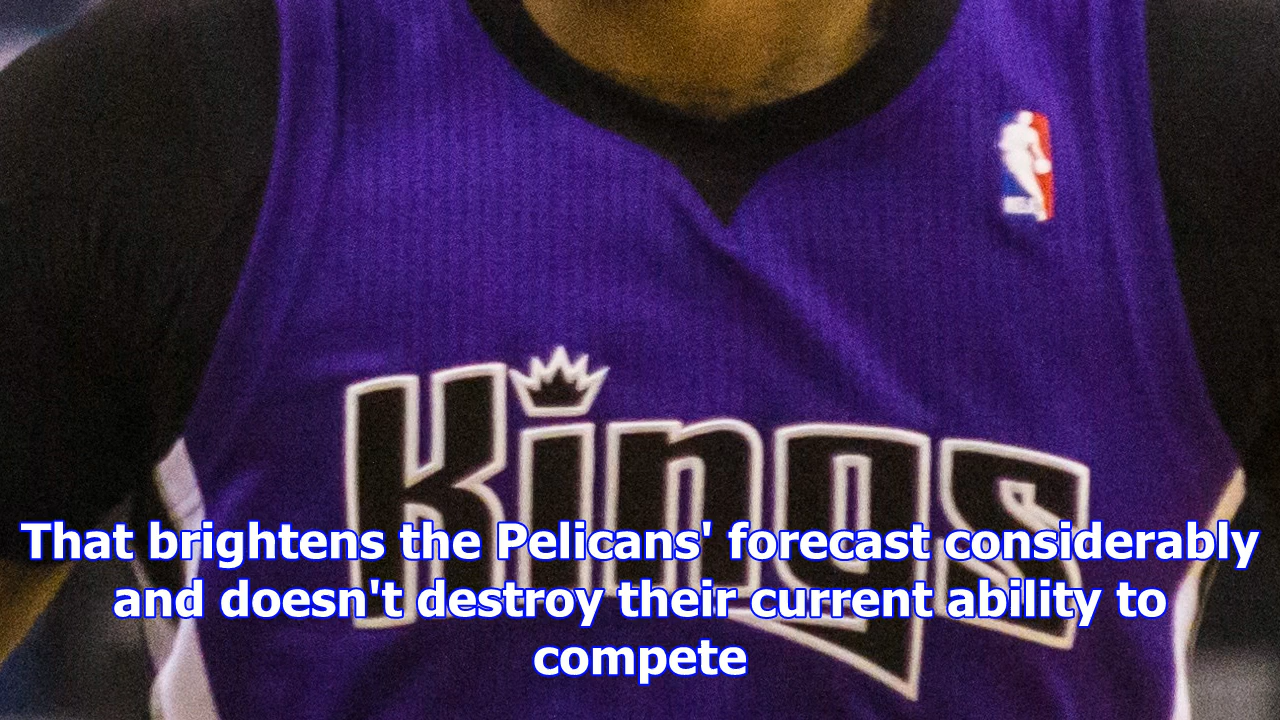 Kings
That brightens the Pelicans' forecast considerably
and doesn't destroy their current ability to
compete